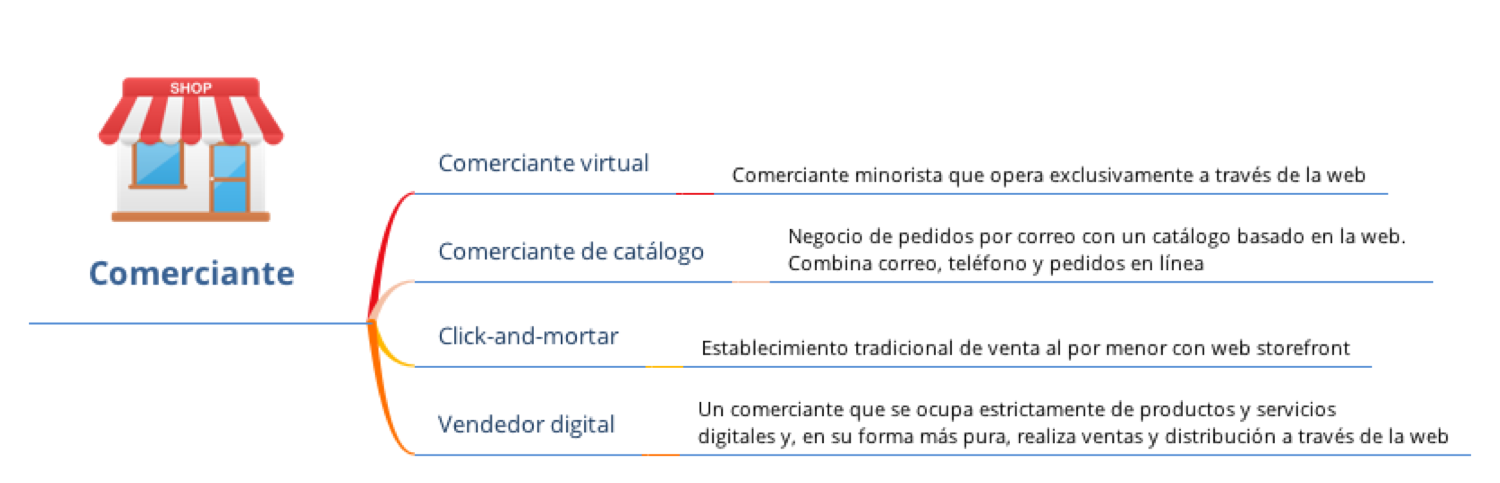 SHOP
Comerciante
Comerciante virtual
Comerciante minorista que opera exclusivamente a través de la web
Comerciante de catálogo
Negocio de pedidos por correo con un catálogo basado en la web.
Combina correo, teléfono y pedidos en línea
Click-and-mortar
Establecimiento tradicional de venta al por menor con web storefront
Vendedor digital
Un comerciante que se ocupa estrictamente de productos y servicios
digitales y, en su forma más pura, realiza ventas y distribución a través de la web